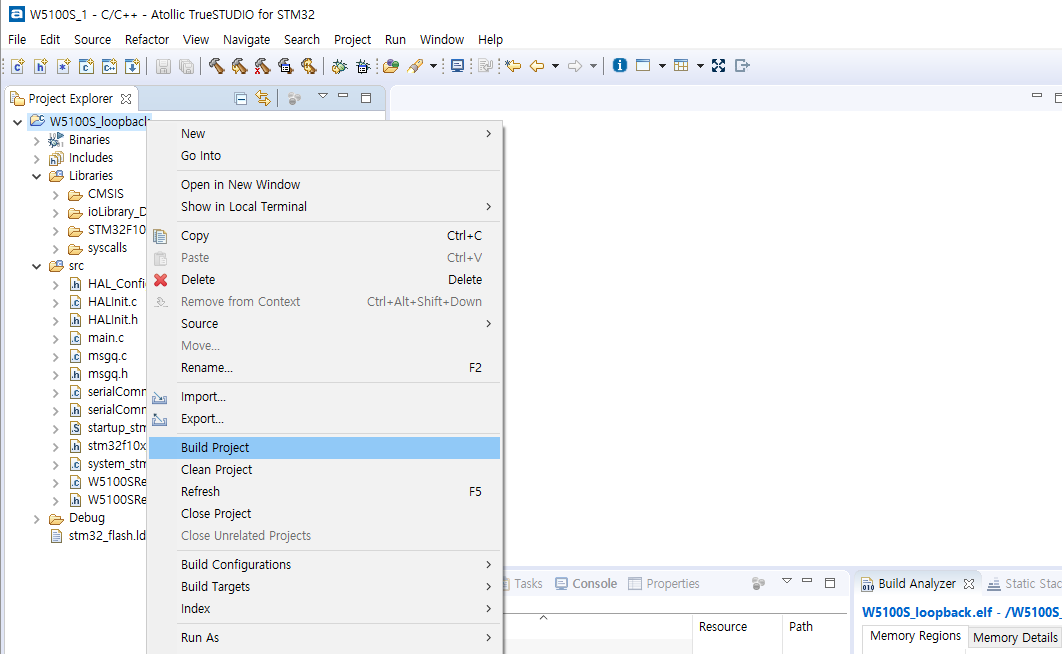 W5100S_1 - C/C++ - Atollic TrueSTUDIO for STM32
File Edit Source Refactor View Navigate Search Project Run Window Help
Project Explorer
W5100S_loopback
Binaries
Includes
Libraries
CMSIS
ioLibrary_D
STM32F10
syscalls
src
HAL_Confi
HALInit.c
HALInit.h
main.c
msgq.c
msgq.h
serialComm
serialComm
startup_stm
stm32f10x
system_stm
W5100SRe
W5100SRe
Debug
stm32_flash.ld
New
Go Into
Open in New Window
Show in Local Terminal
Copy Ctrl+C
Paste Ctrl+V
Delete Delete
Remove from Context Ctrl+Alt+Shift+Down
Source
Move...
Rename... F2
Import...
Export...
Build Project
Clean Project
Refresh F5
Close Project
Close Unrelated Projects
Build Configurations
Build Targets
Index
Run As
Tasks Console Properties
Resource Path
Build Analyzer Static Stac
W5100S_loopback.elf - /W5100S_
Memory Regions Memory Details